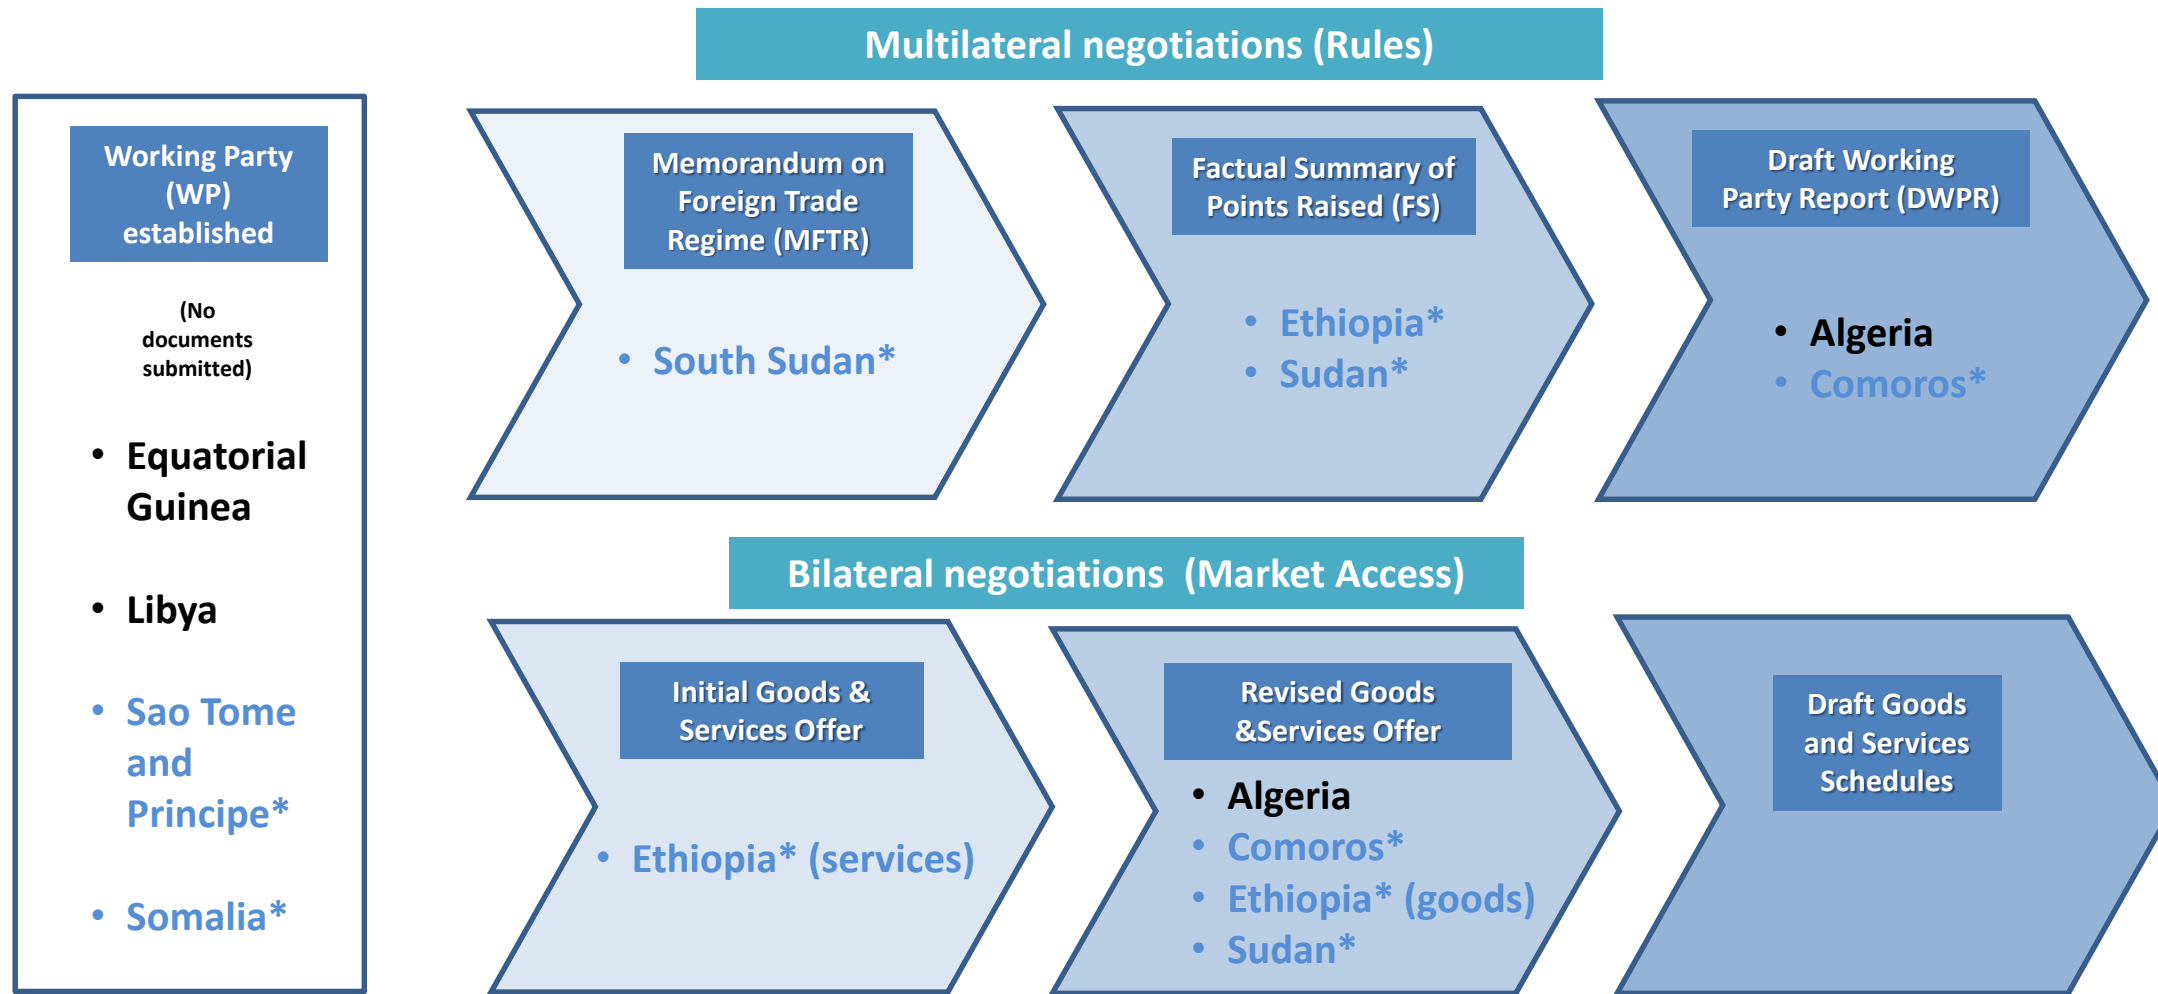 Multilateral negotiations (Rules)
Working Party
(WP)
established
(No
documents
submitted)
• Equatorial
Guinea
• Libya
• Sao Tome
and
Principe*
• Somalia*
Memorandum on
Foreign Trade
Regime (MFTR)
• South Sudan*
Factual Summary of
Points Raised (FS)
• Ethiopia*
• Sudan*
Draft Working
Party Report (DWPR)
• Algeria
• Comoros*
Bilateral negotiations  (Market Access)
Initial Goods &
Services Offer
• Ethiopia* (services)
Revised Goods
&Services Offer
• Algeria
• Comoros*
• Ethiopia* (goods)
• Sudan*
Draft Goods
and Services
Schedules